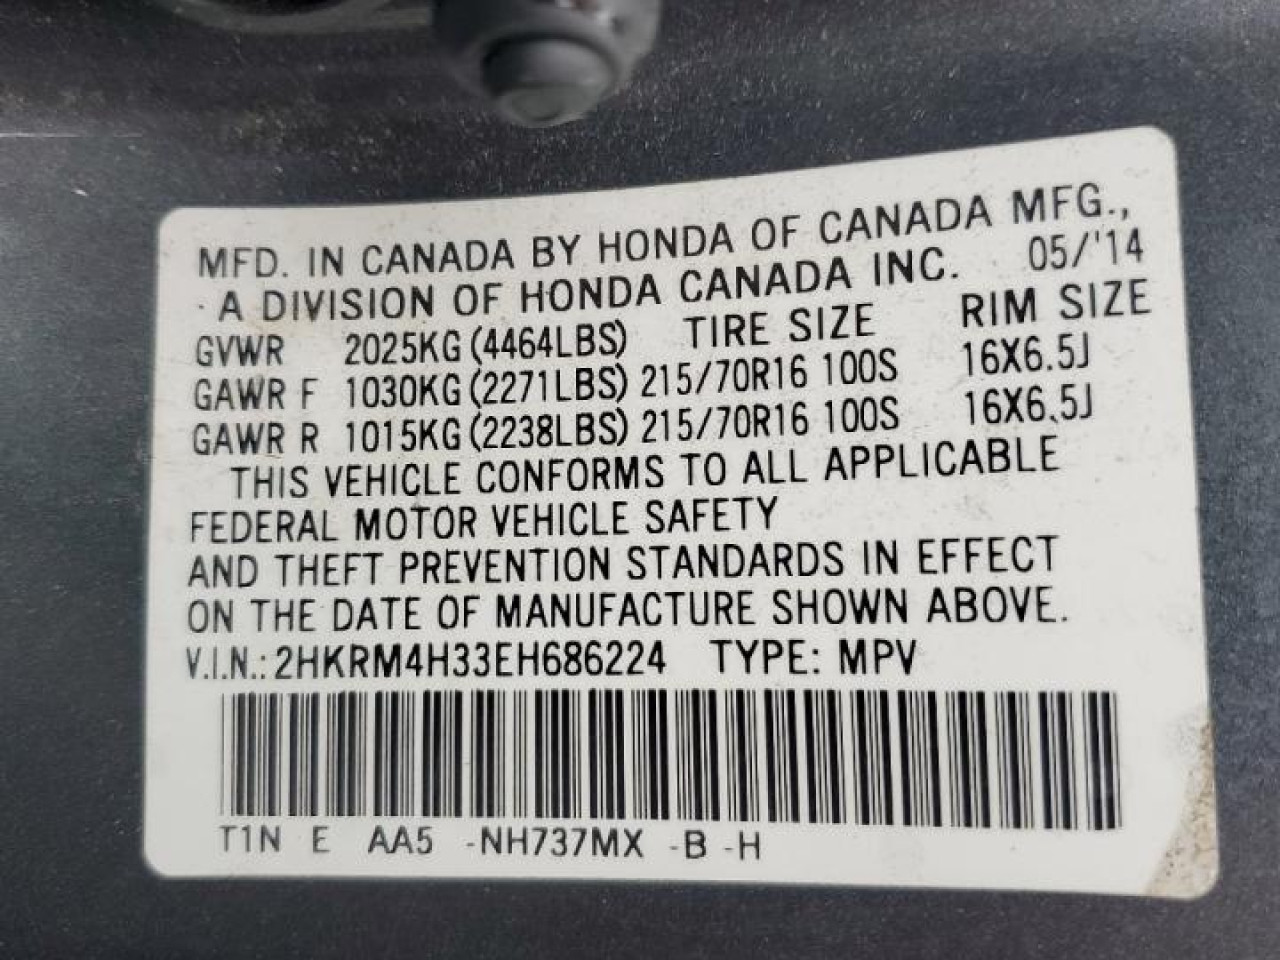 MFD. IN CANADA BY HONDA OF CANADA MFG.,
A DIVISION OF HONDA CANADA INC. 05/'14
GVWR 2025KG (4464LBS) TIRE SIZE RIM SIZE
GAWR F 1030KG (2271LBS) 215/70R16 100S 16X6.5J
GAWR R 1015KG (2238LBS) 215/70R16 100S 16X6.5J
THIS VEHICLE CONFORMS TO ALL APPLICABLE
FEDERAL MOTOR VEHICLE SAFETY
AND THEFT PREVENTION STANDARDS IN EFFECT
ON THE DATE OF MANUFACTURE SHOWN ABOVE.
V.I.N.: 2HKRM4H33EH686224 TYPE: MPV
T1N E AA5 -NH737MX -B -H